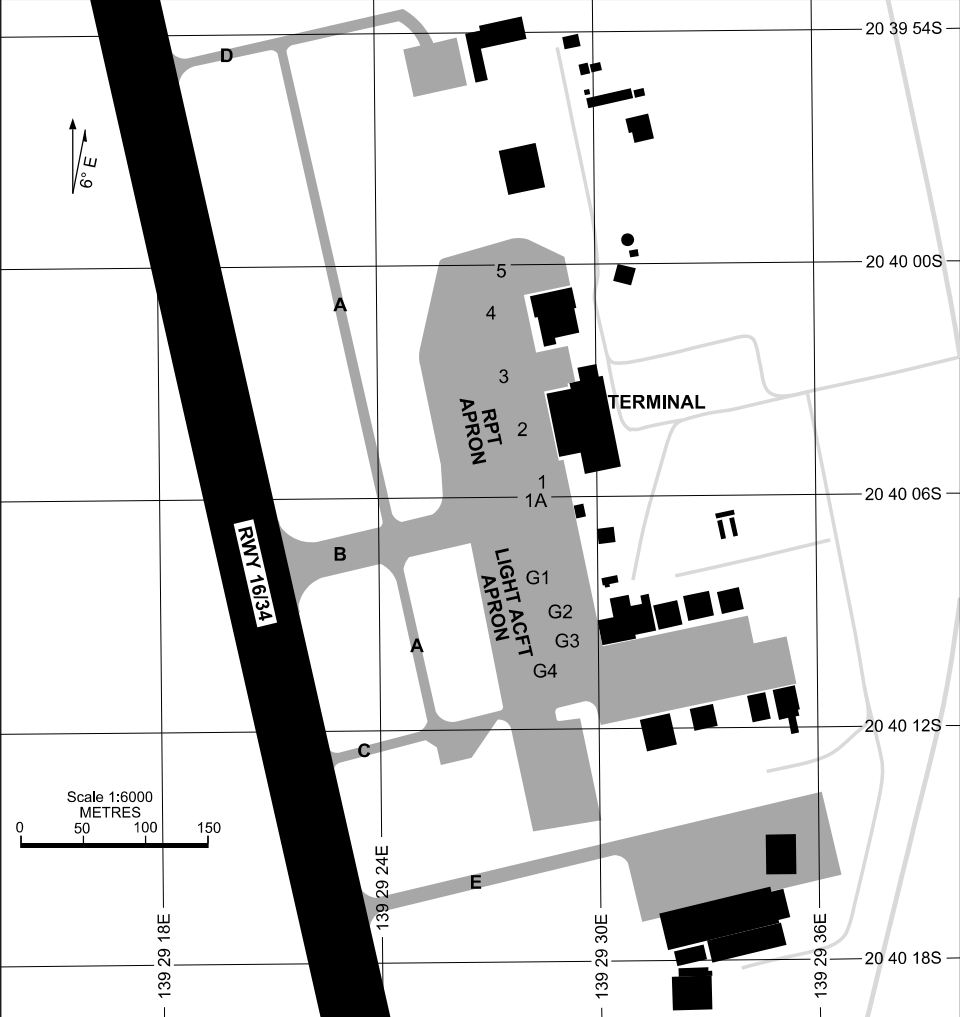 20 39 54S
D
6° E
20 40 00S
5
A
4
3
TERMINAL
RPT
APRON
2
1
1A
20 40 06S
RWY 16/34
B
LIGHT ACFT
APRON
G1
G2
G3
A
G4
20 40 12S
C
Scale 1:6000
METRES
0 50 100 150
E
139 29 18E
139 29 24E
139 29 30E
139 29 36E
20 40 18S